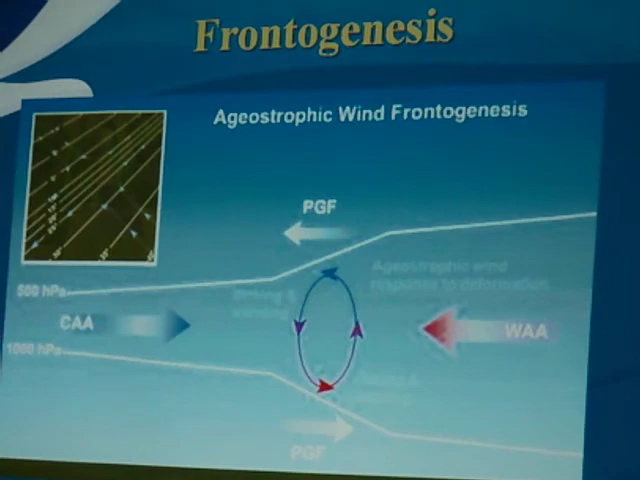 Frontogenesis
Ageostrophic Wind Frontogenesis
PGF
Ageostrophic wind
response to deformation
500 hPa
CAA
WAA
1000 hPa
PGF